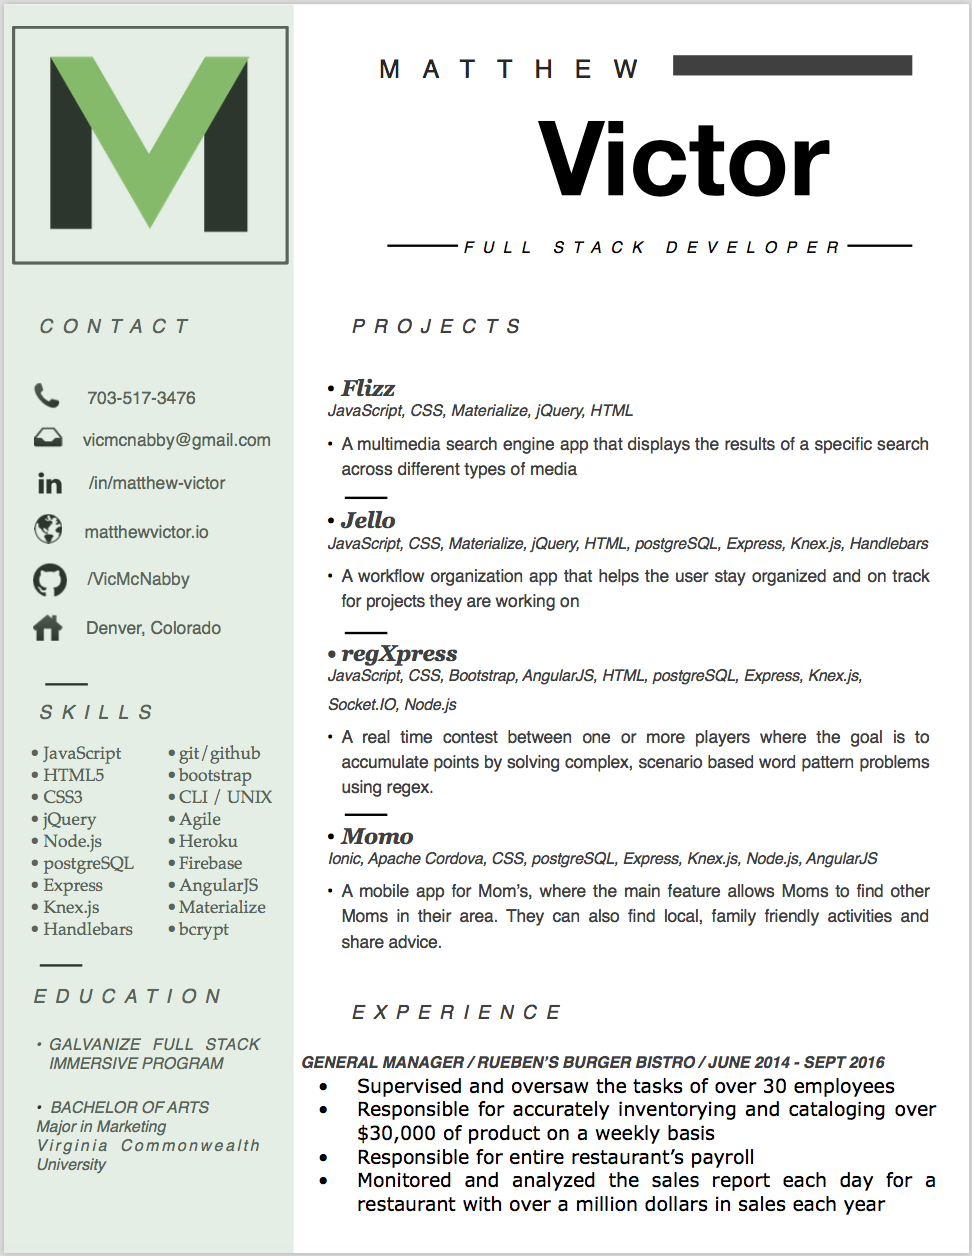 M
MATTHEW
Victor
FULL STACK DEVELOPER
CONTACT
703-517-3476
vicmcnabby@gmail.com
in /in/matthew-victor
matthewvictor.io
/VicMcNabby
Denver, Colorado
SKILLS
• JavaScript
• HTML5
• CSS3
• jQuery
• Node.js
• postgreSQL
• Express
• Knex.js
• Handlebars
• git/github
• bootstrap
• CLI / UNIX
• Agile
• Heroku
• Firebase
• AngularJS
• Materialize
• bcrypt
EDUCATION
• GALVANIZE FULL STACK
IMMERSIVE PROGRAM
• BACHELOR OF ARTS
Major in Marketing
Virginia Commonwealth
University
PROJECTS
• Flizz
JavaScript, CSS, Materialize, jQuery, HTML
• A multimedia search engine app that displays the results of a specific search
across different types of media
• Jello
JavaScript, CSS, Materialize, jQuery, HTML, postgreSQL, Express, Knex.js, Handlebars
• A workflow organization app that helps the user stay organized and on track
for projects they are working on
• regXpress
JavaScript, CSS, Bootstrap, AngularJS, HTML, postgreSQL, Express, Knex.js,
Socket.IO, Node.js
• A real time contest between one or more players where the goal is to
accumulate points by solving complex, scenario based word pattern problems
using regex.
• Momo
Ionic, Apache Cordova, CSS, postgreSQL, Express, Knex.js, Node.js, AngularJS
• A mobile app for Mom's, where the main feature allows Moms to find other
Moms in their area. They can also find local, family friendly activities and
share advice.
EXPERIENCE
GENERAL MANAGER / RUEBEN'S BURGER BISTRO / JUNE 2014 - SEPT 2016
• Supervised and oversaw the tasks of over 30 employees
• Responsible for accurately inventorying and cataloging over
$30,000 of product on a weekly basis
• Responsible for entire restaurant's payroll
• Monitored and analyzed the sales report each day for a
restaurant with over a million dollars in sales each year